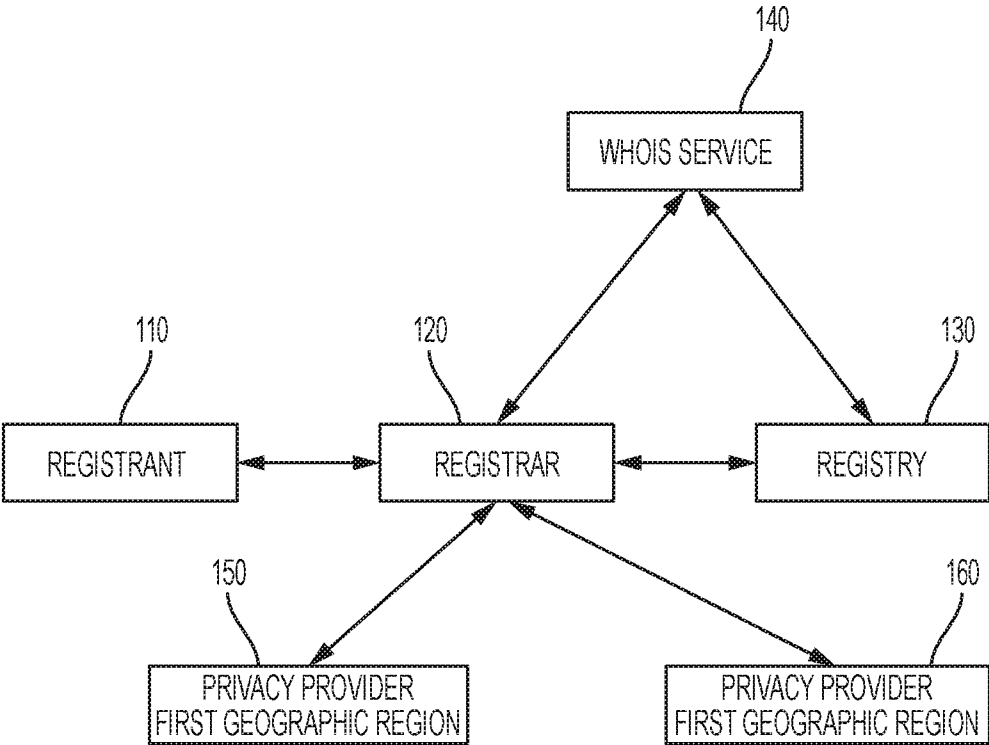 140
WHOIS SERVICE
110
120
130
REGISTRANT
REGISTRAR
REGISTRY
150
160
PRIVACY PROVIDER
FIRST GEOGRAPHIC REGION
PRIVACY PROVIDER
FIRST GEOGRAPHIC REGION